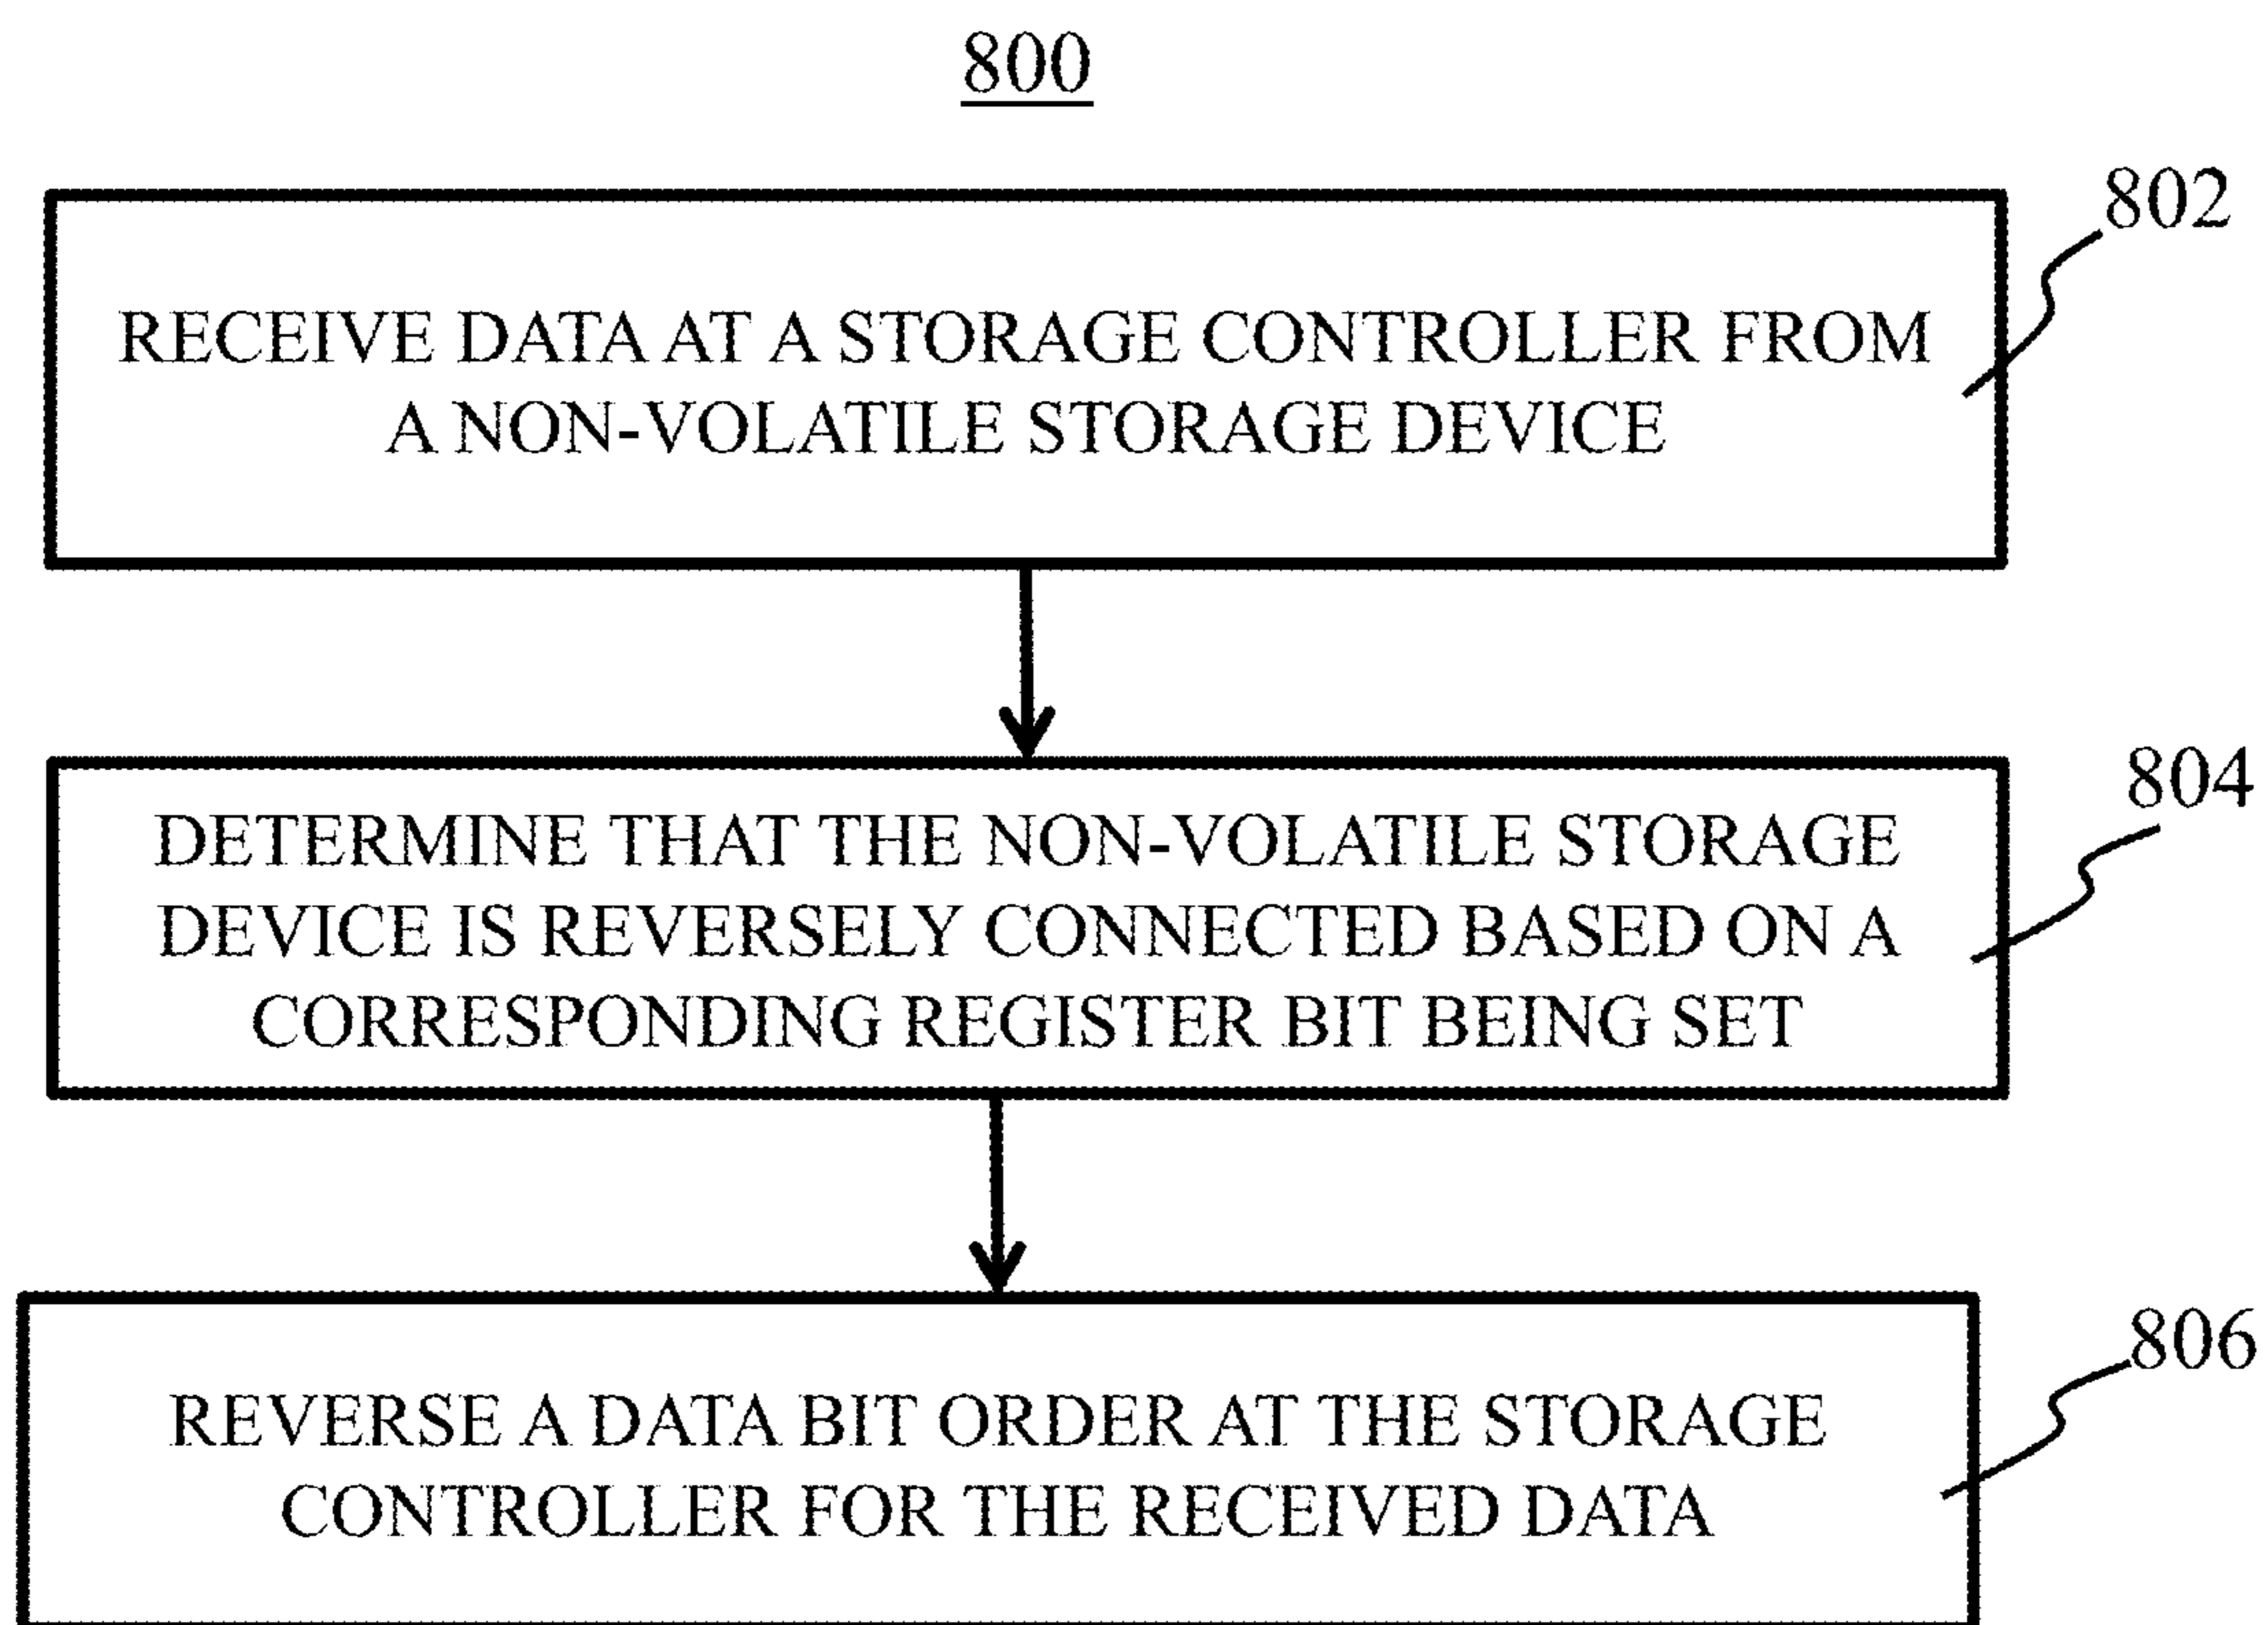 800
802
RECEIVE DATA AT A STORAGE CONTROLLER FROM
A NON-VOLATILE STORAGE DEVICE
804
DETERMINE THAT THE NON-VOLATILE STORAGE
DEVICE IS REVERSELY CONNECTED BASED ON A
CORRESPONDING REGISTER BIT BEING SET
806
REVERSE A DATA BIT ORDER AT THE STORAGE
CONTROLLER FOR THE RECEIVED DATA